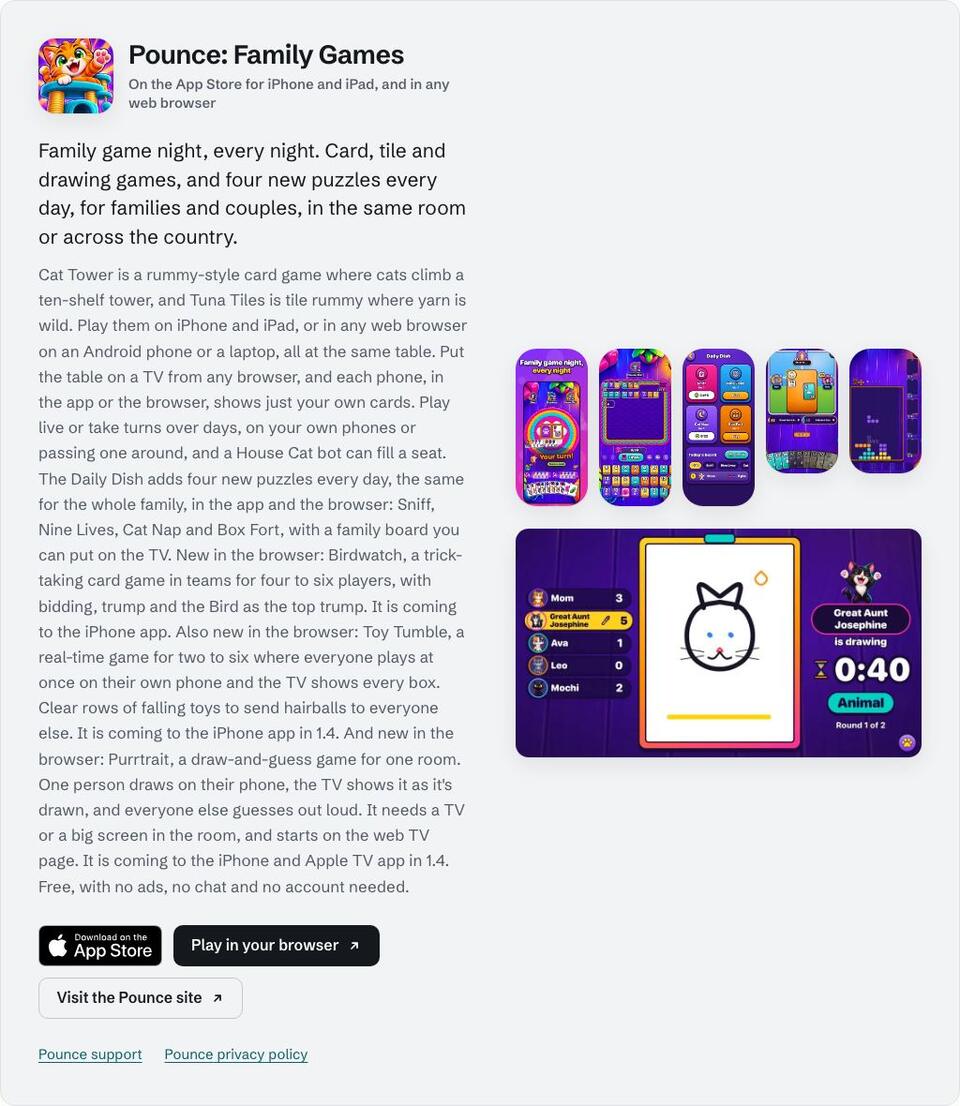 Pounce: Family Games
On the App Store for iPhone and iPad, and in any
web browser
Family game night, every night. Card, tile and
drawing games, and four new puzzles every
day, for families and couples, in the same room
or across the country.
Cat Tower is a rummy-style card game where cats climb a
ten-shelf tower, and Tuna Tiles is tile rummy where yarn is
wild. Play them on iPhone and iPad, or in any web browser
on an Android phone or a laptop, all at the same table. Put
the table on a TV from any browser, and each phone, in
the app or the browser, shows just your own cards. Play
live or take turns over days, on your own phones or
passing one around, and a House Cat bot can fill a seat.
The Daily Dish adds four new puzzles every day, the same
for the whole family, in the app and the browser: Sniff,
Nine Lives, Cat Nap and Box Fort, with a family board you
can put on the TV. New in the browser: Birdwatch, a trick-
taking card game in teams for four to six players, with
bidding, trump and the Bird as the top trump. It is coming
to the iPhone app. Also new in the browser: Toy Tumble, a
real-time game for two to six where everyone plays at
once on their own phone and the TV shows every box.
Clear rows of falling toys to send hairballs to everyone
else. It is coming to the iPhone app in 1.4. And new in the
browser: Purrtrait, a draw-and-guess game for one room.
One person draws on their phone, the TV shows it as it's
drawn, and everyone else guesses out loud. It needs a TV
or a big screen in the room, and starts on the web TV
page. It is coming to the iPhone and Apple TV app in 1.4.
Free, with no ads, no chat and no account needed.
Download on the
App Store
Play in your browser
Visit the Pounce site
Pounce support
Pounce privacy policy
Family game night,
every night
Your turn!
Daily Dish
Mom 3
Great Aunt
Josephine 5
Ava 1
Leo 0
Mochi 2
Great Aunt
Josephine
is drawing
0:40
Animal
Round 1 of 2